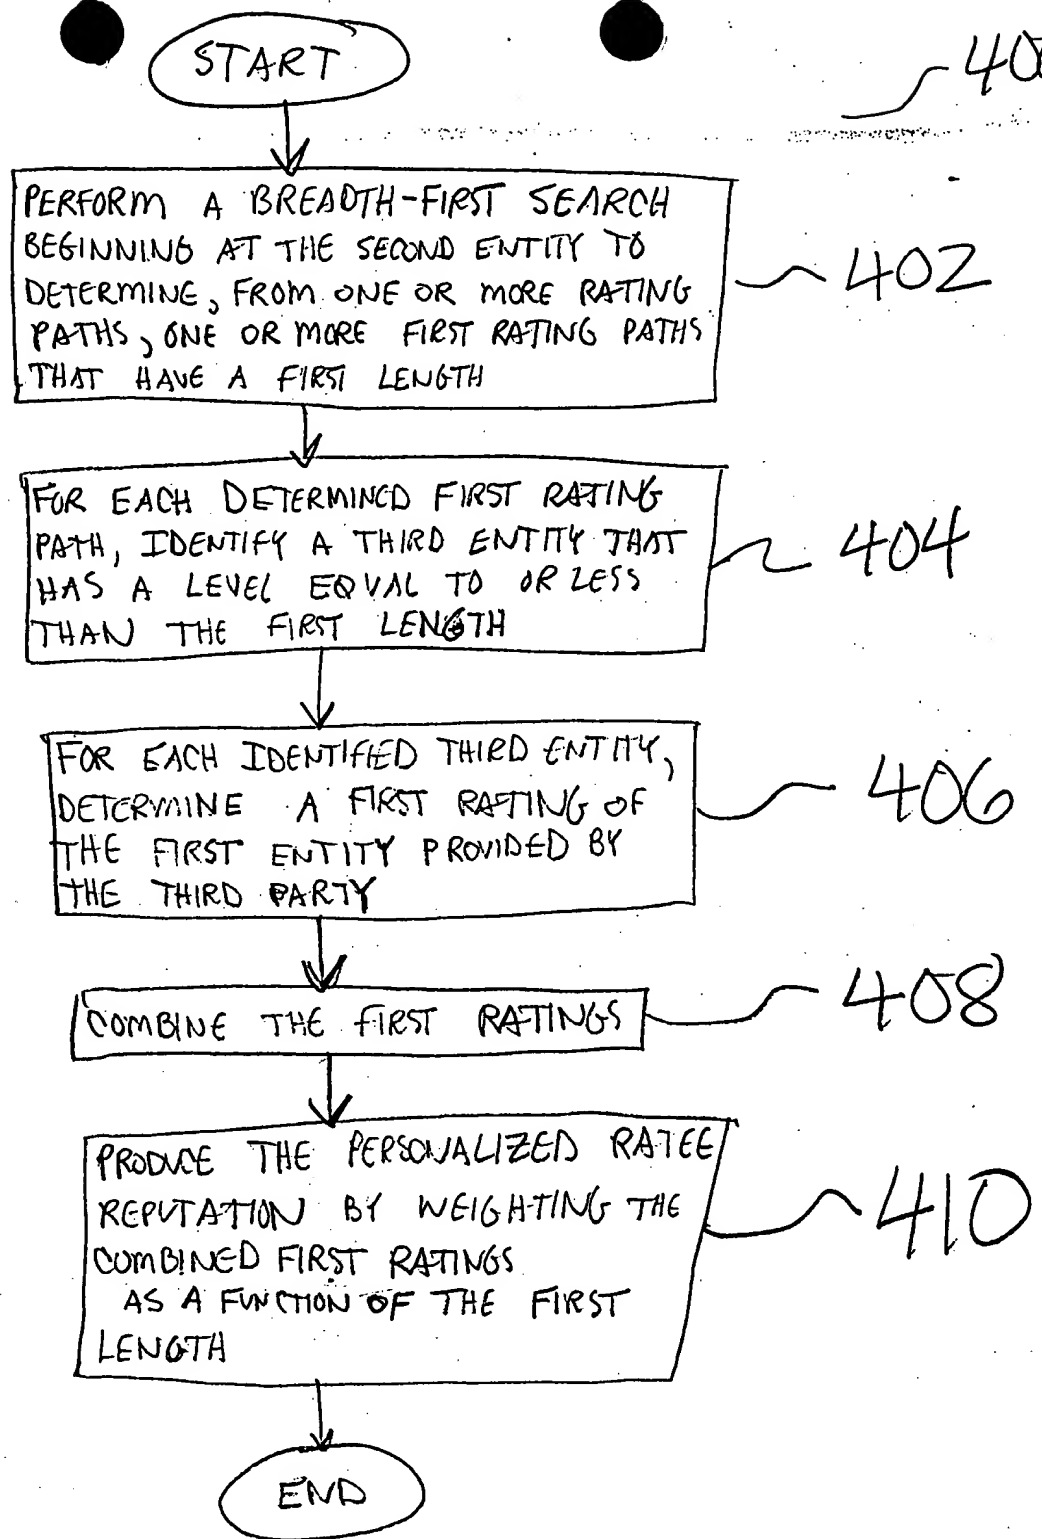 START
PERFORM A BREADTH-FIRST SEARCH
BEGINNING AT THE SECOND ENTITY TO
DETERMINE, FROM ONE OR MORE RATING
PATHS, ONE OR MORE FIRST RATING PATHS
THAT HAVE A FIRST LENGTH
402
FOR EACH DETERMINED FIRST RATING
PATH, IDENTIFY A THIRD ENTITY THAT
HAS A LEVEL EQUAL TO OR LESS
THAN THE FIRST LENGTH
404
FOR EACH IDENTIFIED THIRD ENTITY,
DETERMINE A FIRST RATING OF
THE FIRST ENTITY PROVIDED BY
THE THIRD PARTY
406
COMBINE THE FIRST RATINGS
408
PRODUCE THE PERSONALIZED RATEE
REPUTATION BY WEIGHTING THE
COMBINED FIRST RATINGS
AS A FUNCTION OF THE FIRST
LENGTH
410
END